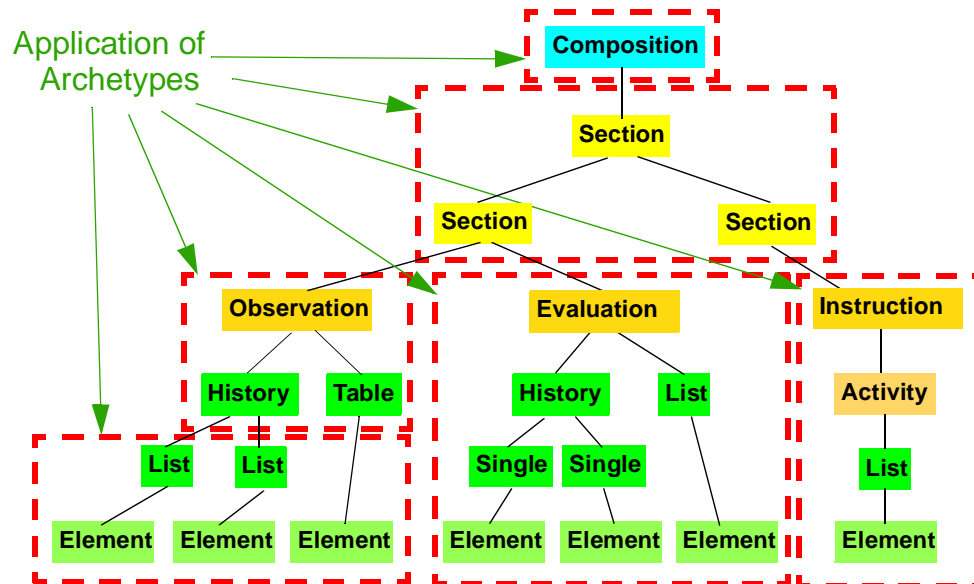 Application of
Archetypes
Composition
Section
Section
Section
Observation
Evaluation
Instruction
History
Table
History
List
Activity
List
List
Single
Single
List
Element
Element
Element
Element
Element
Element
Element